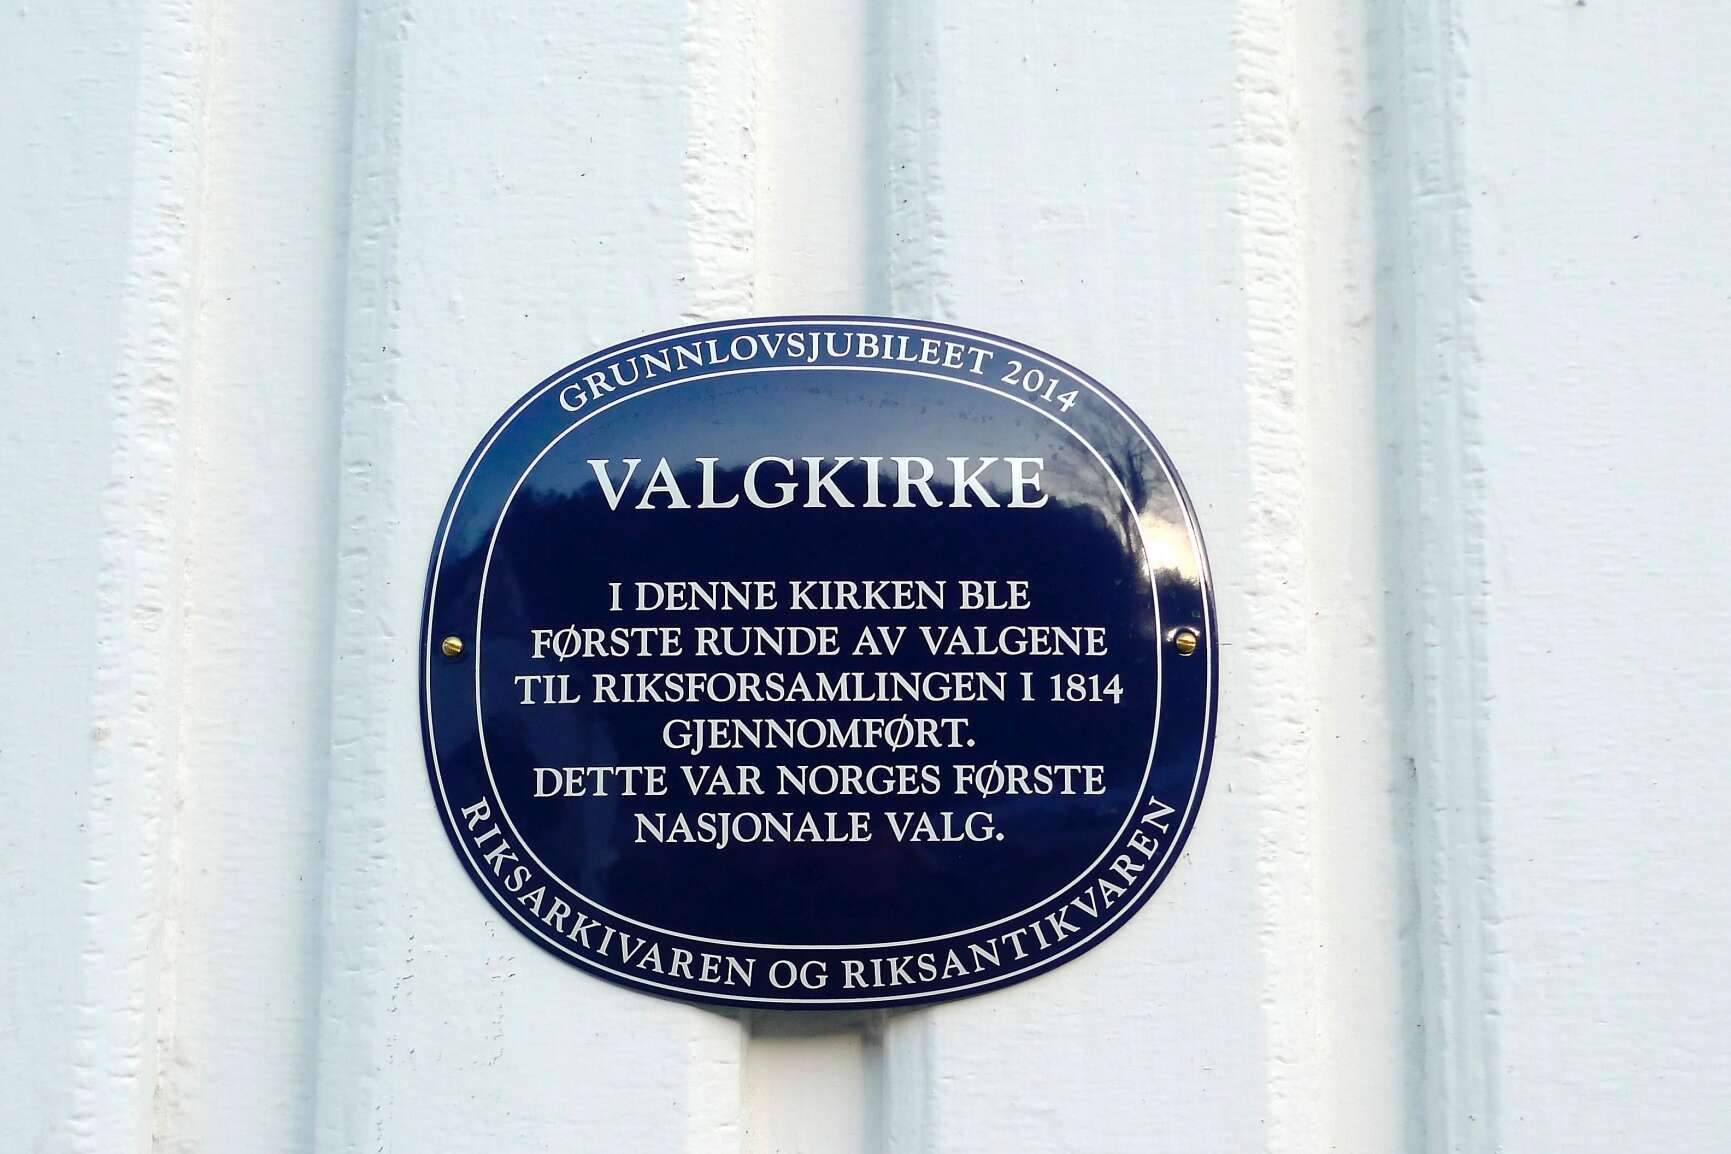 GRUNNLOVSJUBILEET 2014
VALGKIRKE
I DENNE KIRKEN BLE
FØRSTE RUNDE AV VALGENE
TIL RIKSFORSAMLINGEN I 1814
GJENNOMFØRT.
DETTE VAR NORGES FØRSTE
NASJONALE VALG.
RIKSARKIVAREN OG RIKSANTIKVAREN